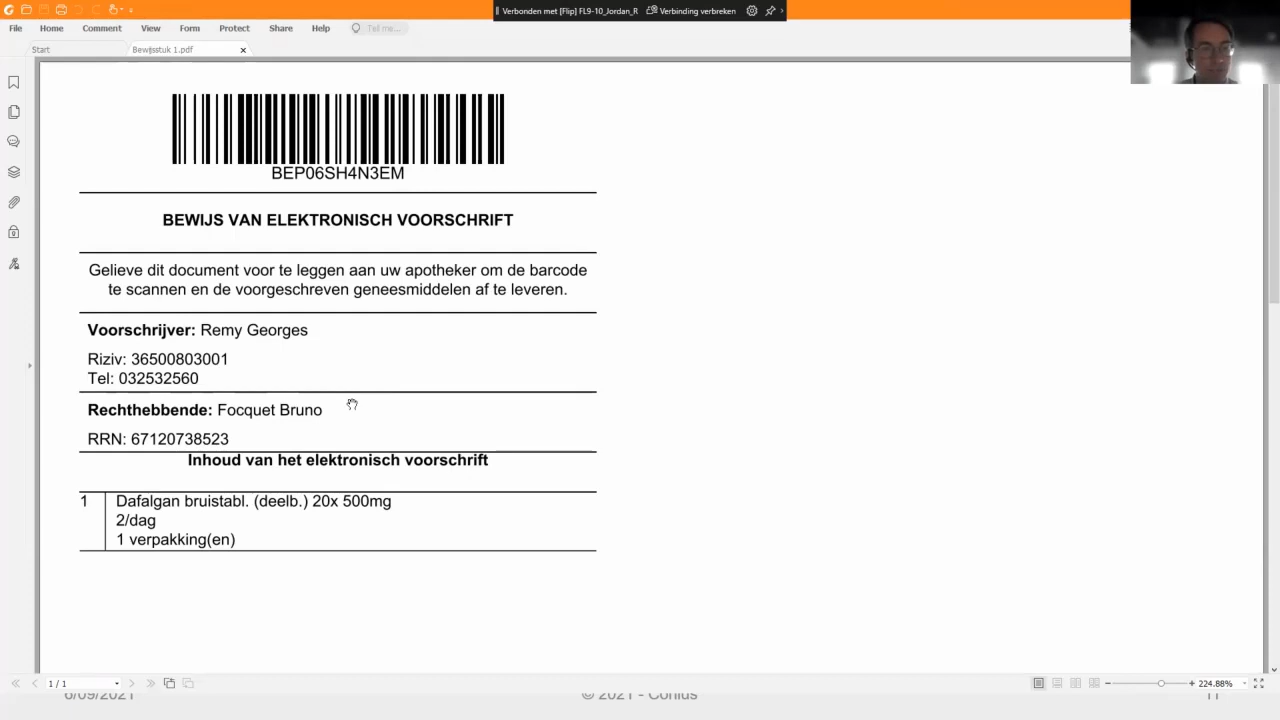 Verbonden met [Flip] FL9-10_Jordan_R Verbinding verbreken
File Home Comment View Form Protect Share Help Tell me...
Start Bewijsstuk 1.pdf
BEP06SH4N3EM
BEWIJS VAN ELEKTRONISCH VOORSCHRIFT
Gelieve dit document voor te leggen aan uw apotheker om de barcode
te scannen en de voorgeschreven geneesmiddelen af te leveren.
Voorschrijver: Remy Georges
Riziv: 36500803001
Tel: 032532560
Rechthebbende: Focquet Bruno
RRN: 67120738523
Inhoud van het elektronisch voorschrift
1 Dafalgan bruistabl. (deelb.) 20x 500mg
2/dag
1 verpakking(en)
1 / 1 224.88%
6/09/2021 © 2021 - Corilus 11